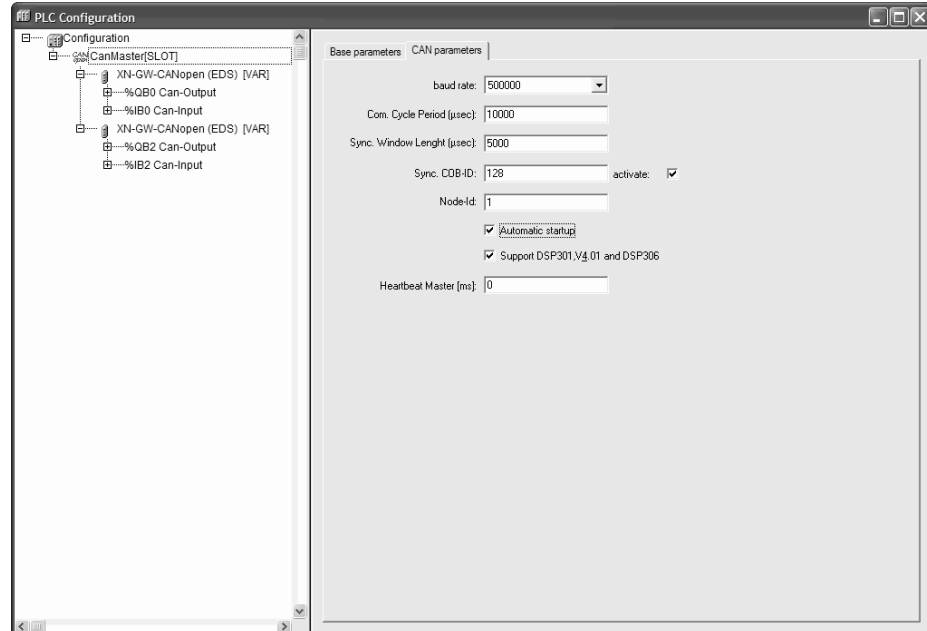 PLC Configuration
Configuration
CAN open CanMaster[SLOT]
XN-GW-CANopen (EDS) [VAR]
%QB0 Can-Output
%IB0 Can-Input
XN-GW-CANopen (EDS) [VAR]
%QB2 Can-Output
%IB2 Can-Input
Base parameters CAN parameters
baud rate: 500000
Com. Cycle Period (µsec): 10000
Sync. Window Lenght (µsec): 5000
Sync. COB-ID: 128 activate:
Node-Id: 1
Automatic startup
Support DSP301,V4.01 and DSP306
Heartbeat Master [ms]: 0